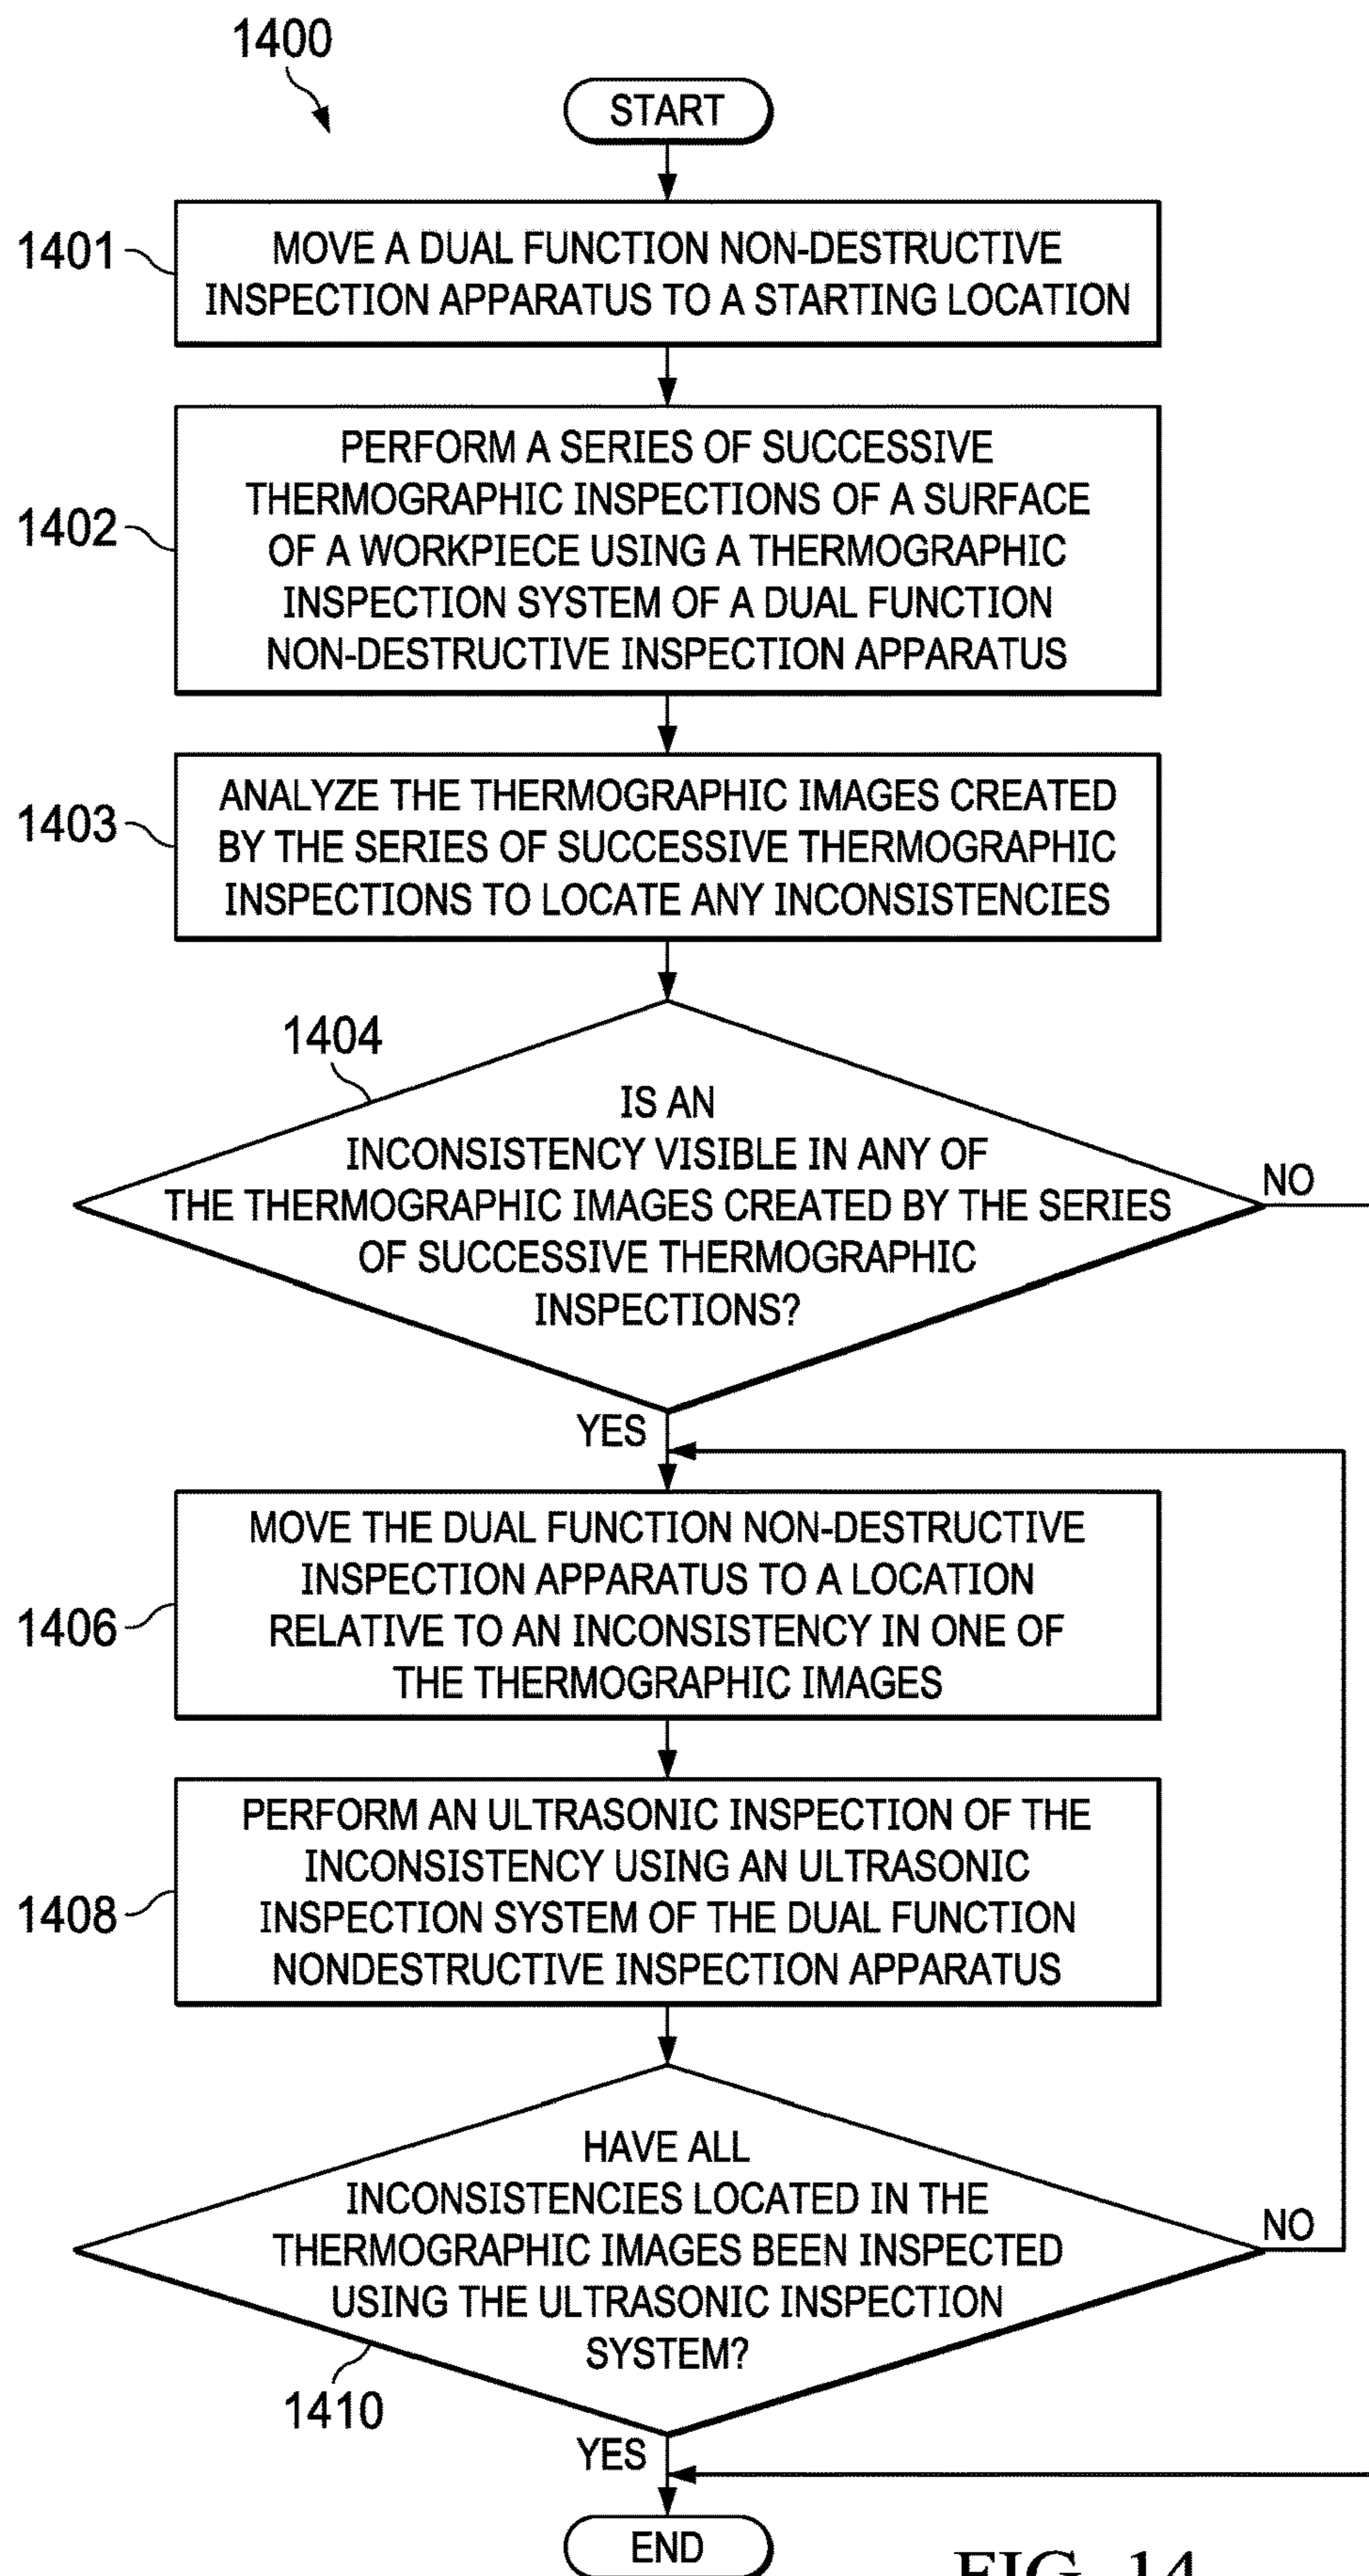 1400
START
1401
MOVE A DUAL FUNCTION NON-DESTRUCTIVE
INSPECTION APPARATUS TO A STARTING LOCATION
1402
PERFORM A SERIES OF SUCCESSIVE
THERMOGRAPHIC INSPECTIONS OF A SURFACE
OF A WORKPIECE USING A THERMOGRAPHIC
INSPECTION SYSTEM OF A DUAL FUNCTION
NON-DESTRUCTIVE INSPECTION APPARATUS
1403
ANALYZE THE THERMOGRAPHIC IMAGES CREATED
BY THE SERIES OF SUCCESSIVE THERMOGRAPHIC
INSPECTIONS TO LOCATE ANY INCONSISTENCIES
1404
IS AN
INCONSISTENCY VISIBLE IN ANY OF
THE THERMOGRAPHIC IMAGES CREATED BY THE SERIES
OF SUCCESSIVE THERMOGRAPHIC
INSPECTIONS?
NO
YES
1406
MOVE THE DUAL FUNCTION NON-DESTRUCTIVE
INSPECTION APPARATUS TO A LOCATION
RELATIVE TO AN INCONSISTENCY IN ONE OF
THE THERMOGRAPHIC IMAGES
1408
PERFORM AN ULTRASONIC INSPECTION OF THE
INCONSISTENCY USING AN ULTRASONIC
INSPECTION SYSTEM OF THE DUAL FUNCTION
NONDESTRUCTIVE INSPECTION APPARATUS
HAVE ALL
INCONSISTENCIES LOCATED IN THE
THERMOGRAPHIC IMAGES BEEN INSPECTED
USING THE ULTRASONIC INSPECTION
SYSTEM?
NO
1410
YES
END
FIG. 14